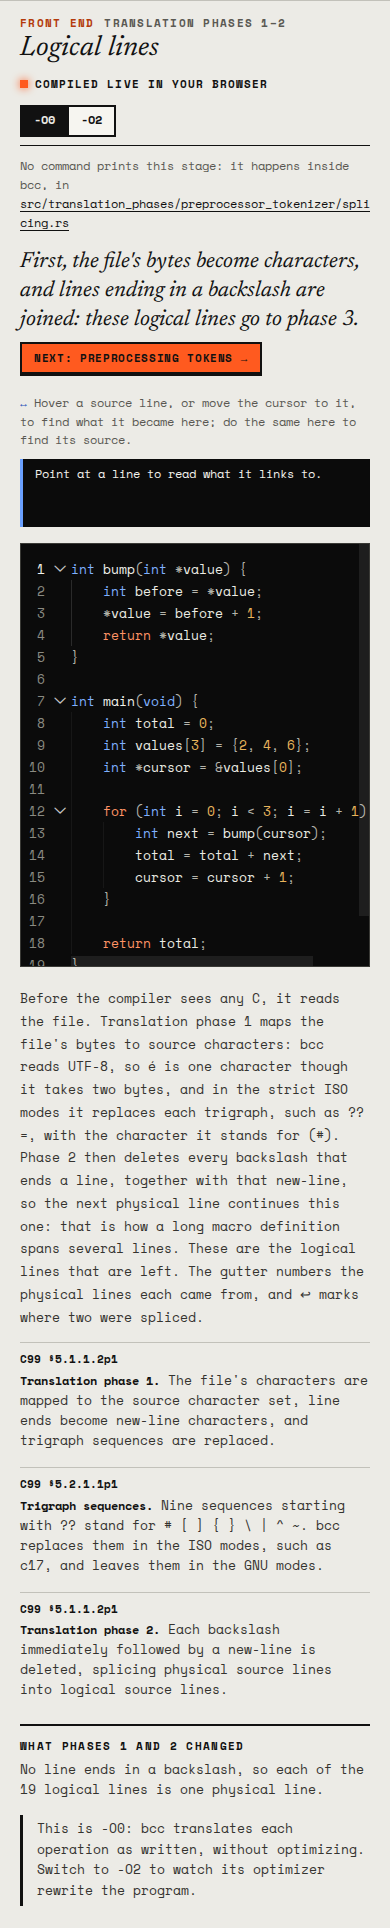 FRONT END TRANSLATION PHASES 1–2
Logical lines
COMPILED LIVE IN YOUR BROWSER
-O0 -O2
No command prints this stage: it happens inside
bcc, in
src/translation_phases/preprocessor_tokenizer/spli
cing.rs
First, the file's bytes become characters,
and lines ending in a backslash are
joined: these logical lines go to phase 3.
NEXT: PREPROCESSING TOKENS →
↔ Hover a source line, or move the cursor to it,
to find what it became here; do the same here to
find its source.
Point at a line to read what it links to.
1 int bump(int *value) {
2 int before = *value;
3 *value = before + 1;
4 return *value;
5 }
6
7 int main(void) {
8 int total = 0;
9 int values[3] = {2, 4, 6};
10 int *cursor = &values[0];
11
12 for (int i = 0; i < 3; i = i + 1)
13 int next = bump(cursor);
14 total = total + next;
15 cursor = cursor + 1;
16 }
17
18 return total;
19 }
Before the compiler sees any C, it reads
the file. Translation phase 1 maps the
file's bytes to source characters: bcc
reads UTF-8, so é is one character though
it takes two bytes, and in the strict ISO
modes it replaces each trigraph, such as ??
=, with the character it stands for (#).
Phase 2 then deletes every backslash that
ends a line, together with that new-line,
so the next physical line continues this
one: that is how a long macro definition
spans several lines. These are the logical
lines that are left. The gutter numbers the
physical lines each came from, and ↩ marks
where two were spliced.
C99 §5.1.1.2p1
Translation phase 1. The file's characters are
mapped to the source character set, line
ends become new-line characters, and
trigraph sequences are replaced.
C99 §5.2.1.1p1
Trigraph sequences. Nine sequences starting
with ?? stand for # [ ] { } \ | ^ ~. bcc
replaces them in the ISO modes, such as
c17, and leaves them in the GNU modes.
C99 §5.1.1.2p1
Translation phase 2. Each backslash
immediately followed by a new-line is
deleted, splicing physical source lines
into logical source lines.
WHAT PHASES 1 AND 2 CHANGED
No line ends in a backslash, so each of the
19 logical lines is one physical line.
This is -O0: bcc translates each
operation as written, without optimizing.
Switch to -O2 to watch its optimizer
rewrite the program.